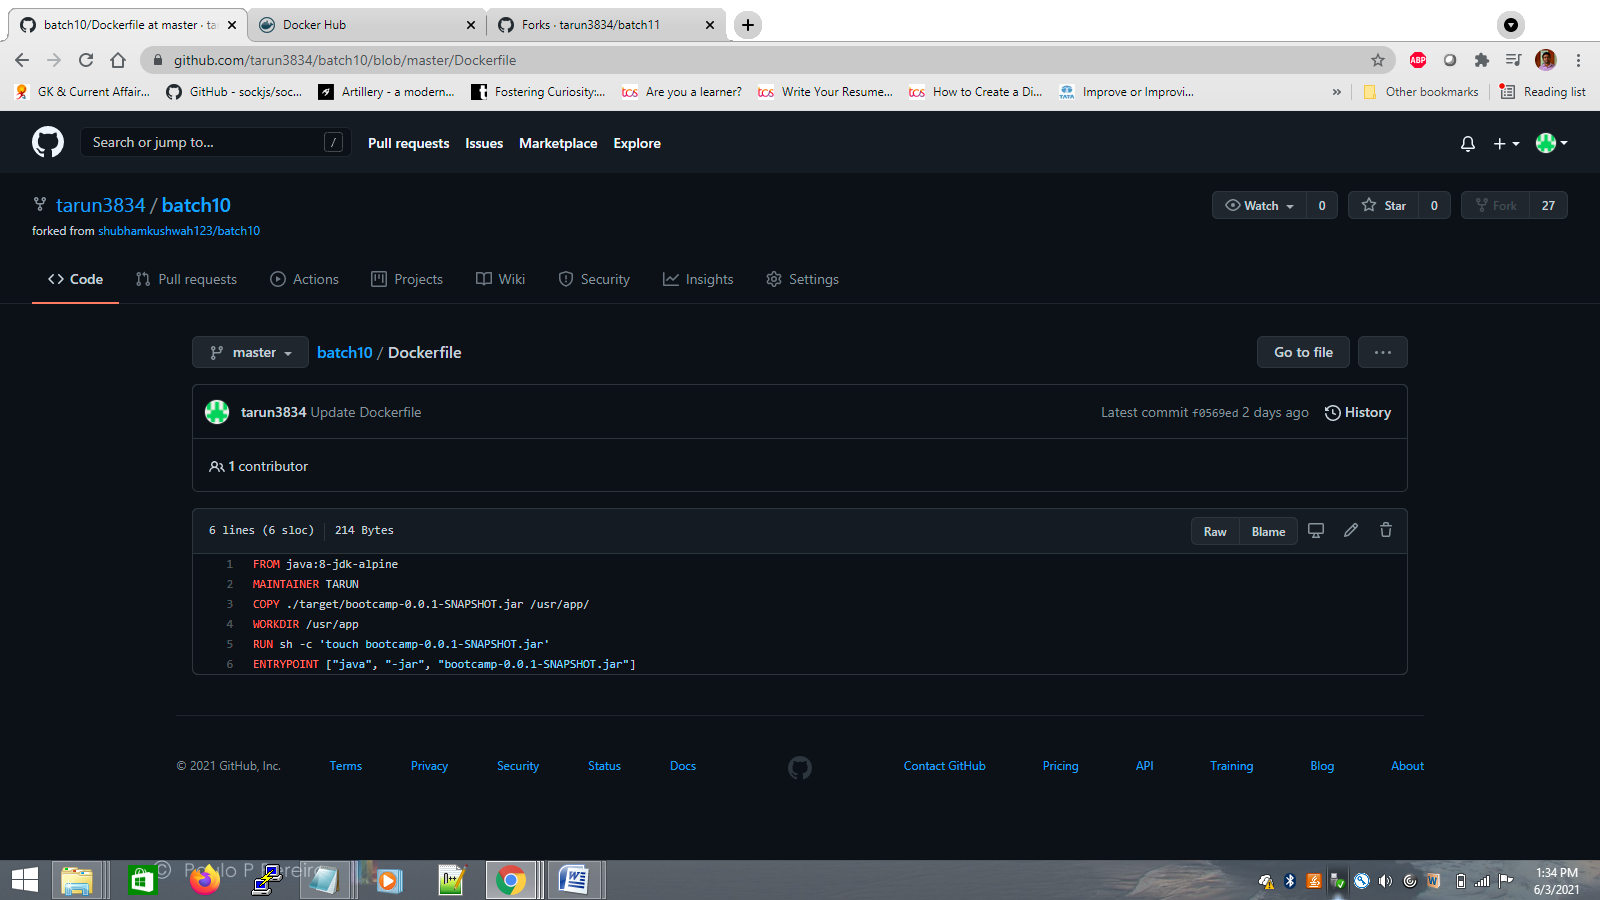 batch10/Dockerfile at master · ta
Docker Hub
Forks · tarun3834/batch11
github.com/tarun3834/batch10/blob/master/Dockerfile
ABP
GK & Current Affair...
GitHub - sockjs/soc...
Artillery - a modern...
Fostering Curiosity:...
Are you a learner?
Write Your Resume...
How to Create a Di...
Improve or Improvi...
»
Other bookmarks
Reading list
Search or jump to...
/
Pull requests
Issues
Marketplace
Explore
tarun3834 / batch10
Watch 0
Star 0
Fork 27
forked from shubhamkushwah123/batch10
Code
Pull requests
Actions
Projects
Wiki
Security
Insights
Settings
master
batch10 / Dockerfile
Go to file
...
tarun3834 Update Dockerfile
Latest commit f0569ed 2 days ago
History
1 contributor
6 lines (6 sloc)
214 Bytes
Raw
Blame
1 FROM java:8-jdk-alpine
2 MAINTAINER TARUN
3 COPY ./target/bootcamp-0.0.1-SNAPSHOT.jar /usr/app/
4 WORKDIR /usr/app
5 RUN sh -c 'touch bootcamp-0.0.1-SNAPSHOT.jar'
6 ENTRYPOINT ["java", "-jar", "bootcamp-0.0.1-SNAPSHOT.jar"]
© 2021 GitHub, Inc.
Terms
Privacy
Security
Status
Docs
Contact GitHub
Pricing
API
Training
Blog
About
© Paulo P
1:34 PM
6/3/2021